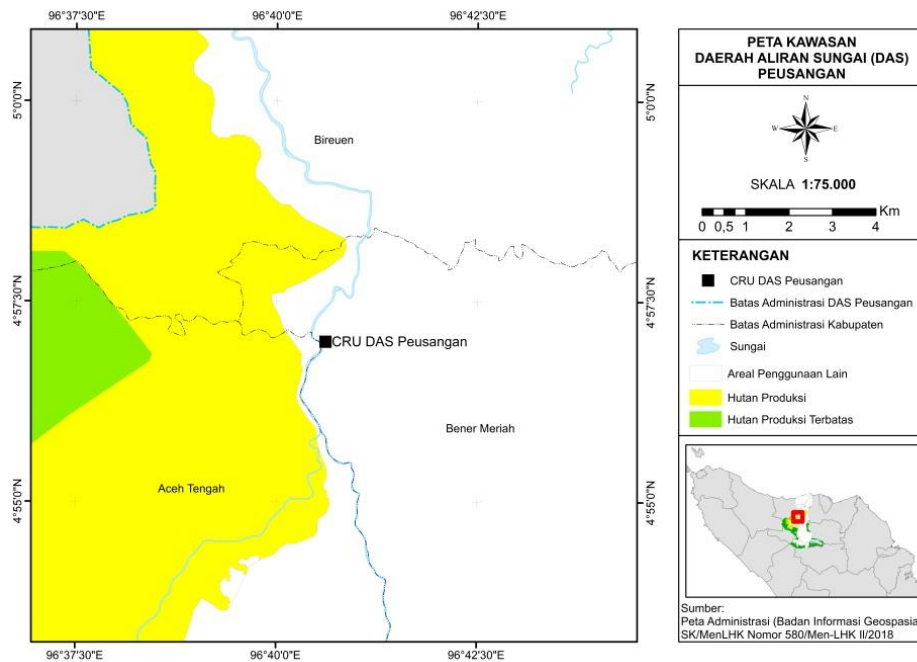 96°37'30"E
96°40'0"E
96°42'30"E
5°0'0"N
5°0'0"N
Bireuen
4°57'30"N
4°57'30"N
CRU DAS Peusangan
Bener Meriah
Aceh Tengah
4°55'0"N
4°55'0"N
96°37'30"E
96°40'0"E
96°42'30"E
PETA KAWASAN
DAERAH ALIRAN SUNGAI (DAS)
PEUSANGAN
N
W E
S
SKALA 1:75.000
0 0,5 1 2 3 4 Km
KETERANGAN
CRU DAS Peusangan
Batas Administrasi DAS Peusangan
Batas Administrasi Kabupaten
Sungai
Areal Penggunaan Lain
Hutan Produksi
Hutan Produksi Terbatas
Sumber:
Peta Administrasi (Badan Informasi Geospasia
SK/MenLHK Nomor 580/Men-LHK II/2018